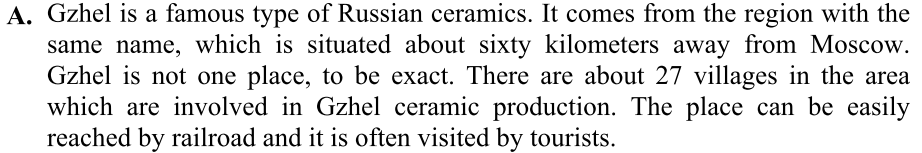 A. Gzhel is a famous type of Russian ceramics. It comes from the region with the
same name, which is situated about sixty kilometers away from Moscow.
Gzhel is not one place, to be exact. There are about 27 villages in the area
which are involved in Gzhel ceramic production. The place can be easily
reached by railroad and it is often visited by tourists.